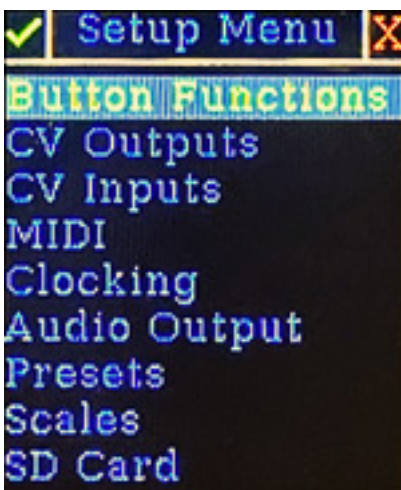 Setup Menu
Button Functions
CV Outputs
CV Inputs
MIDI
Clocking
Audio Output
Presets
Scales
SD Card